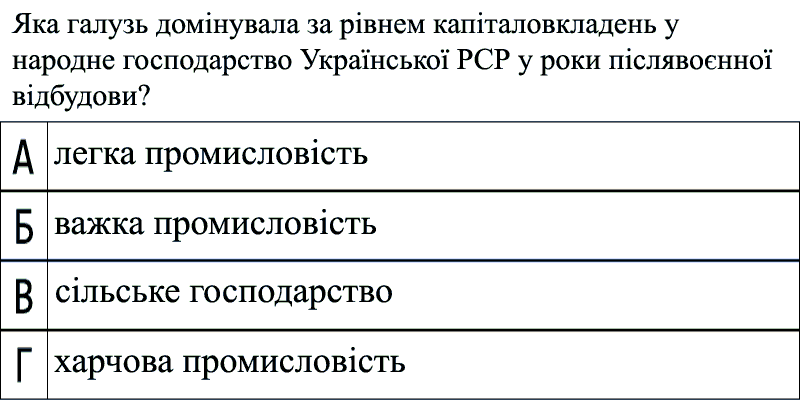 Яка галузь домінувала за рівнем капіталовкладень у
народне господарство Української РСР у роки післявоєнної
відбудови?
А легка промисловість
Б важка промисловість
В сільське господарство
Г харчова промисловість